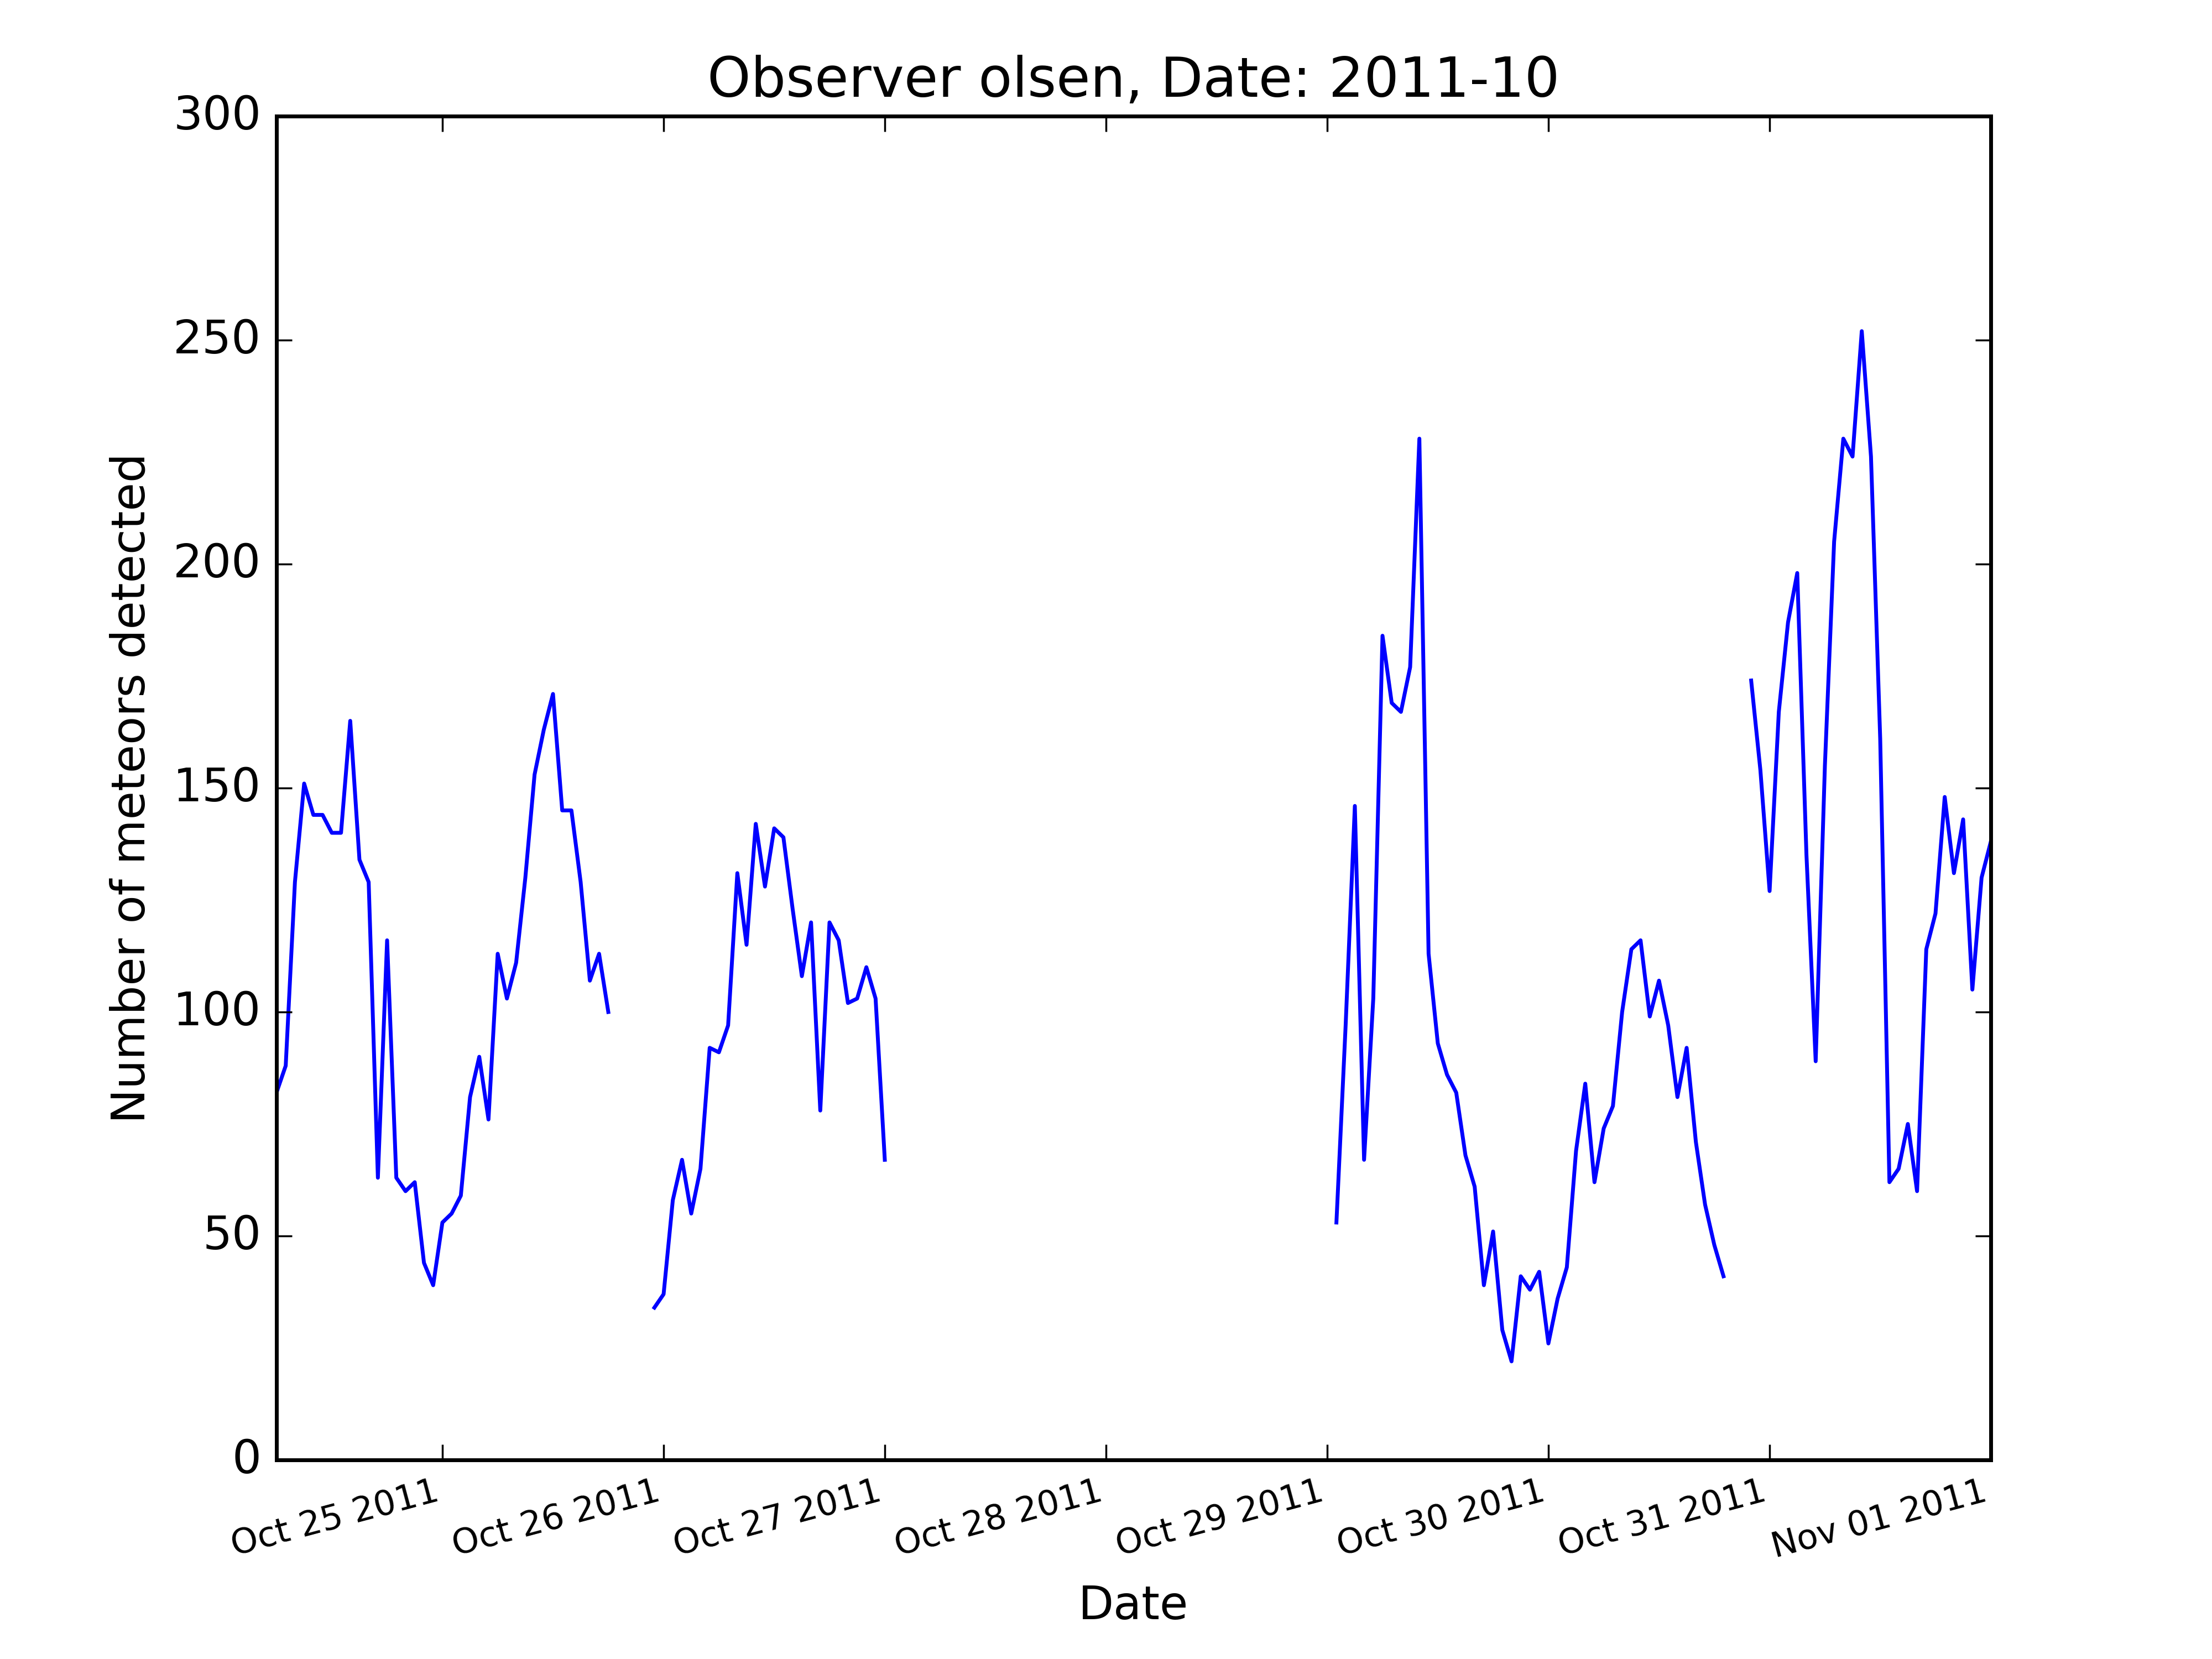 Observer olsen, Date: 2011-10
300
250
200
150
100
50
0
Number of meteors detected
Oct 25 2011
Oct 26 2011
Oct 27 2011
Oct 28 2011
Oct 29 2011
Oct 30 2011
Oct 31 2011
Nov 01 2011
Date